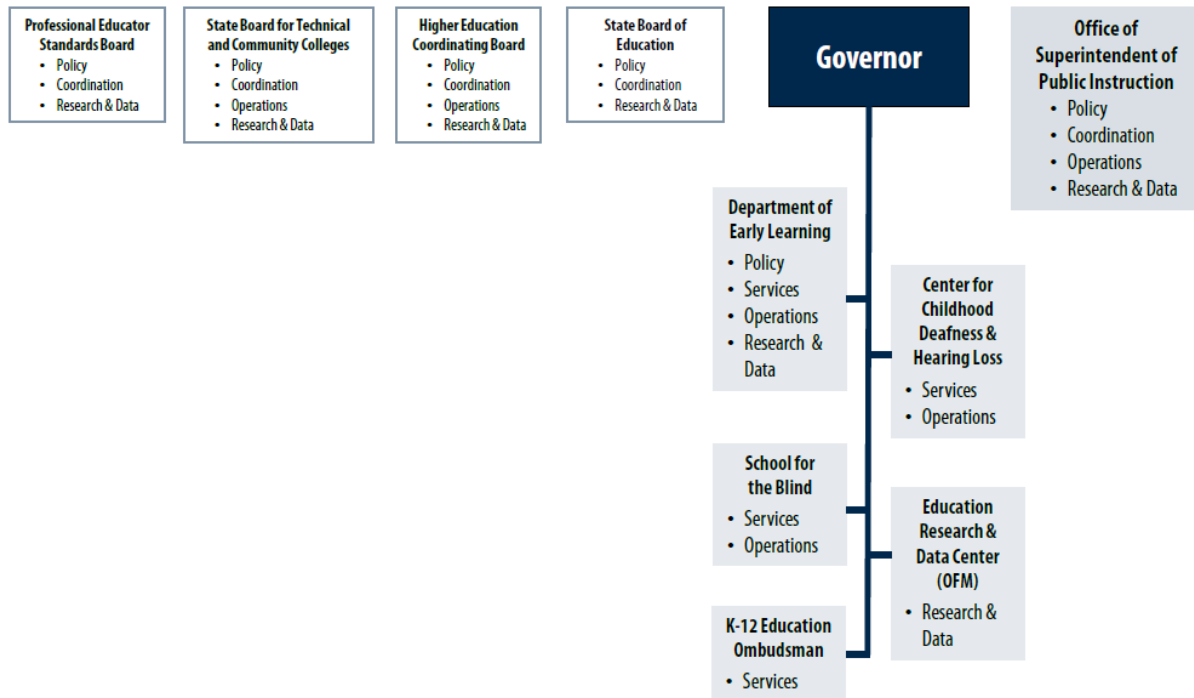 Professional Educator
Standards Board
• Policy
• Coordination
• Research & Data
State Board for Technical
and Community Colleges
• Policy
• Coordination
• Operations
• Research & Data
Higher Education
Coordinating Board
• Policy
• Coordination
• Operations
• Research & Data
State Board of
Education
• Policy
• Coordination
• Research & Data
Governor
Office of
Superintendent of
Public Instruction
• Policy
• Coordination
• Operations
• Research & Data
Department of
Early Learning
• Policy
• Services
• Operations
• Research &
Data
Center for
Childhood
Deafness &
Hearing Loss
• Services
• Operations
School for
the Blind
• Services
• Operations
Education
Research &
Data Center
(OFM)
• Research &
Data
K-12 Education
Ombudsman
• Services